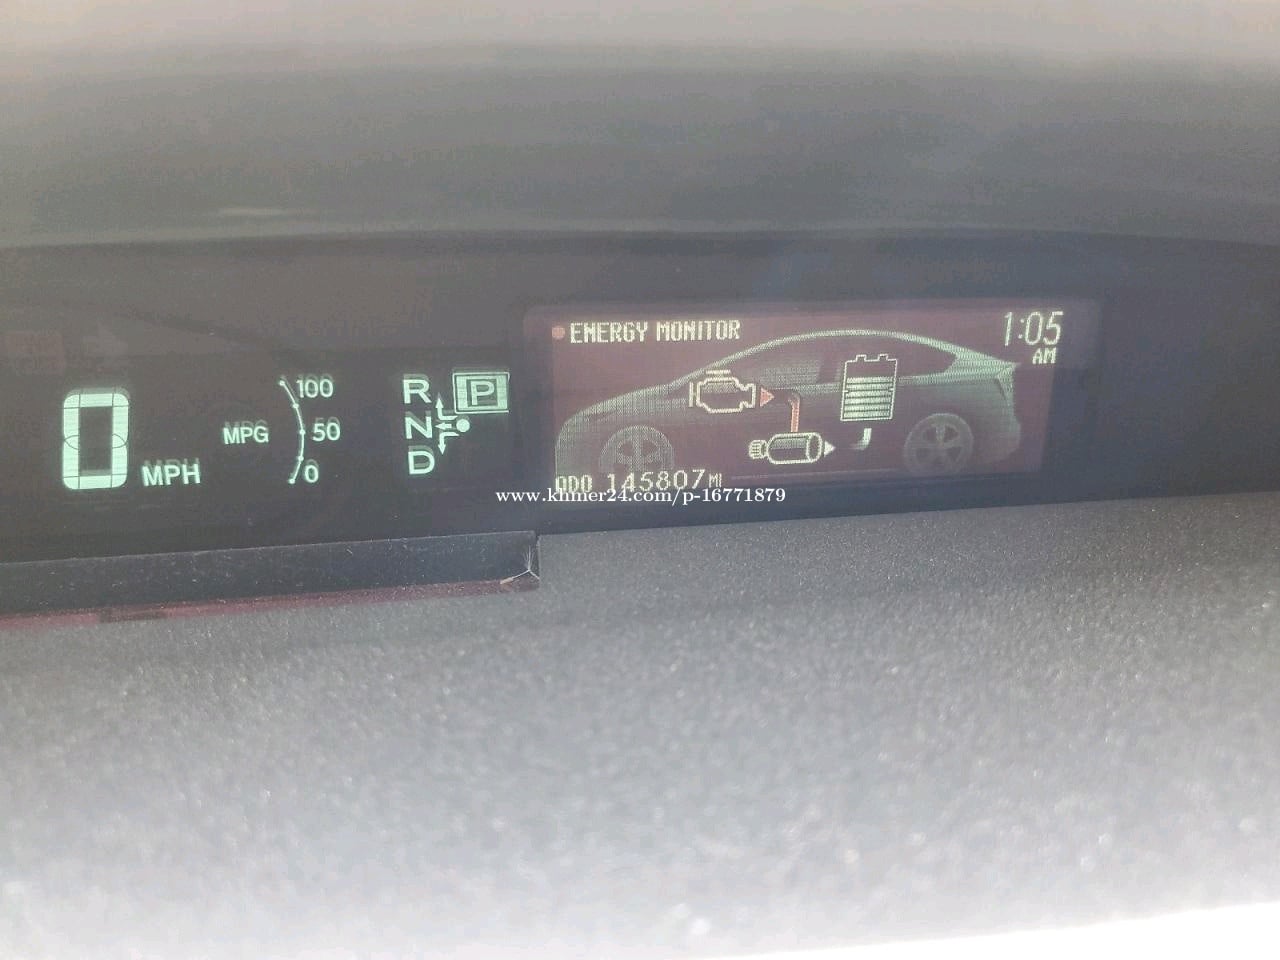 ENERGY MONITOR
1:05
AM
0 MPH
MPG
100
50
0
R
P
N
D
ODO 145807 MI
www.khmer24.com/p-16771879